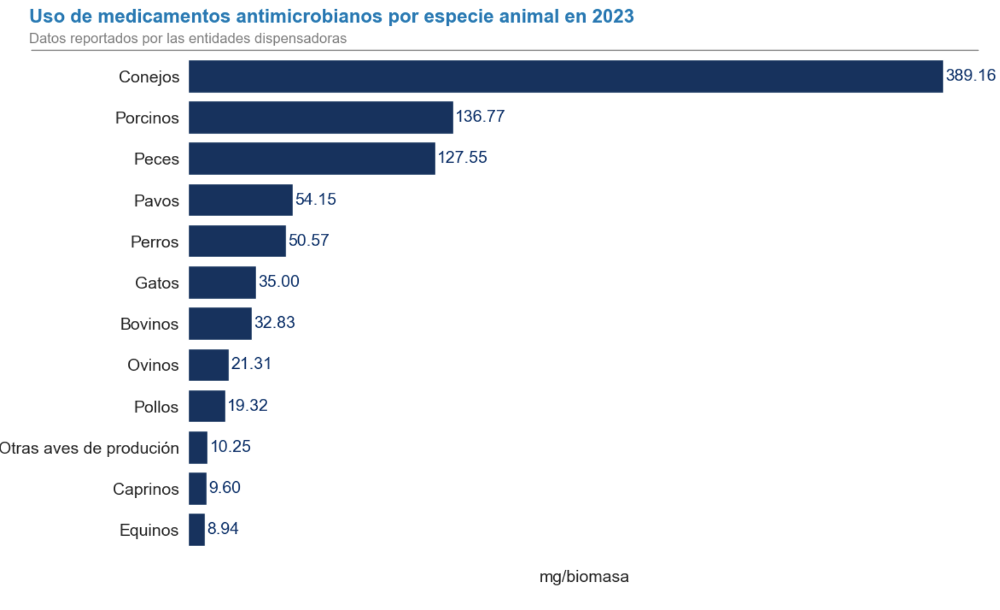 Uso de medicamentos antimicrobianos por especie animal en 2023
Datos reportados por las entidades dispensadoras
Conejos 389.16
Porcinos 136.77
Peces 127.55
Pavos 54.15
Perros 50.57
Gatos 35.00
Bovinos 32.83
Ovinos 21.31
Pollos 19.32
Otras aves de produción 10.25
Caprinos 9.60
Equinos 8.94
mg/biomasa